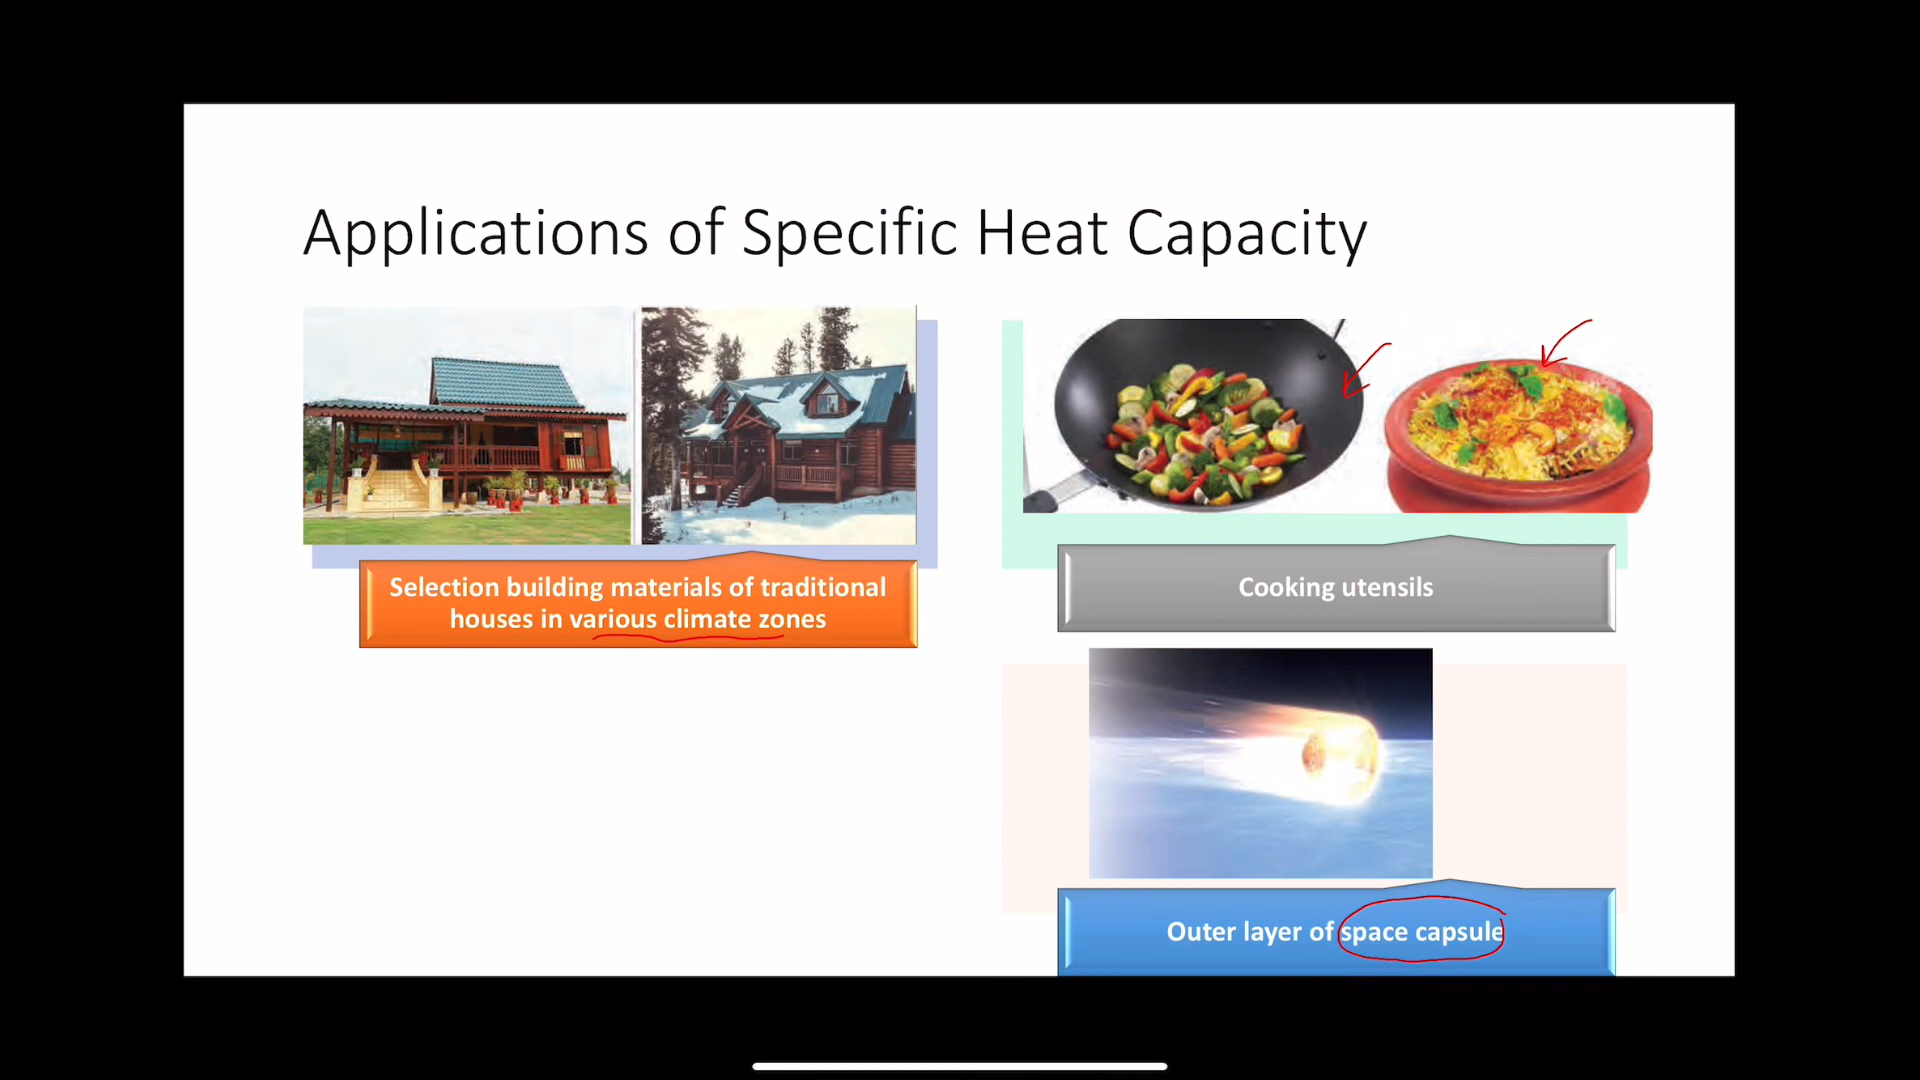 Applications of Specific Heat Capacity
Selection building materials of traditional
houses in various climate zones
Cooking utensils
Outer layer of space capsule